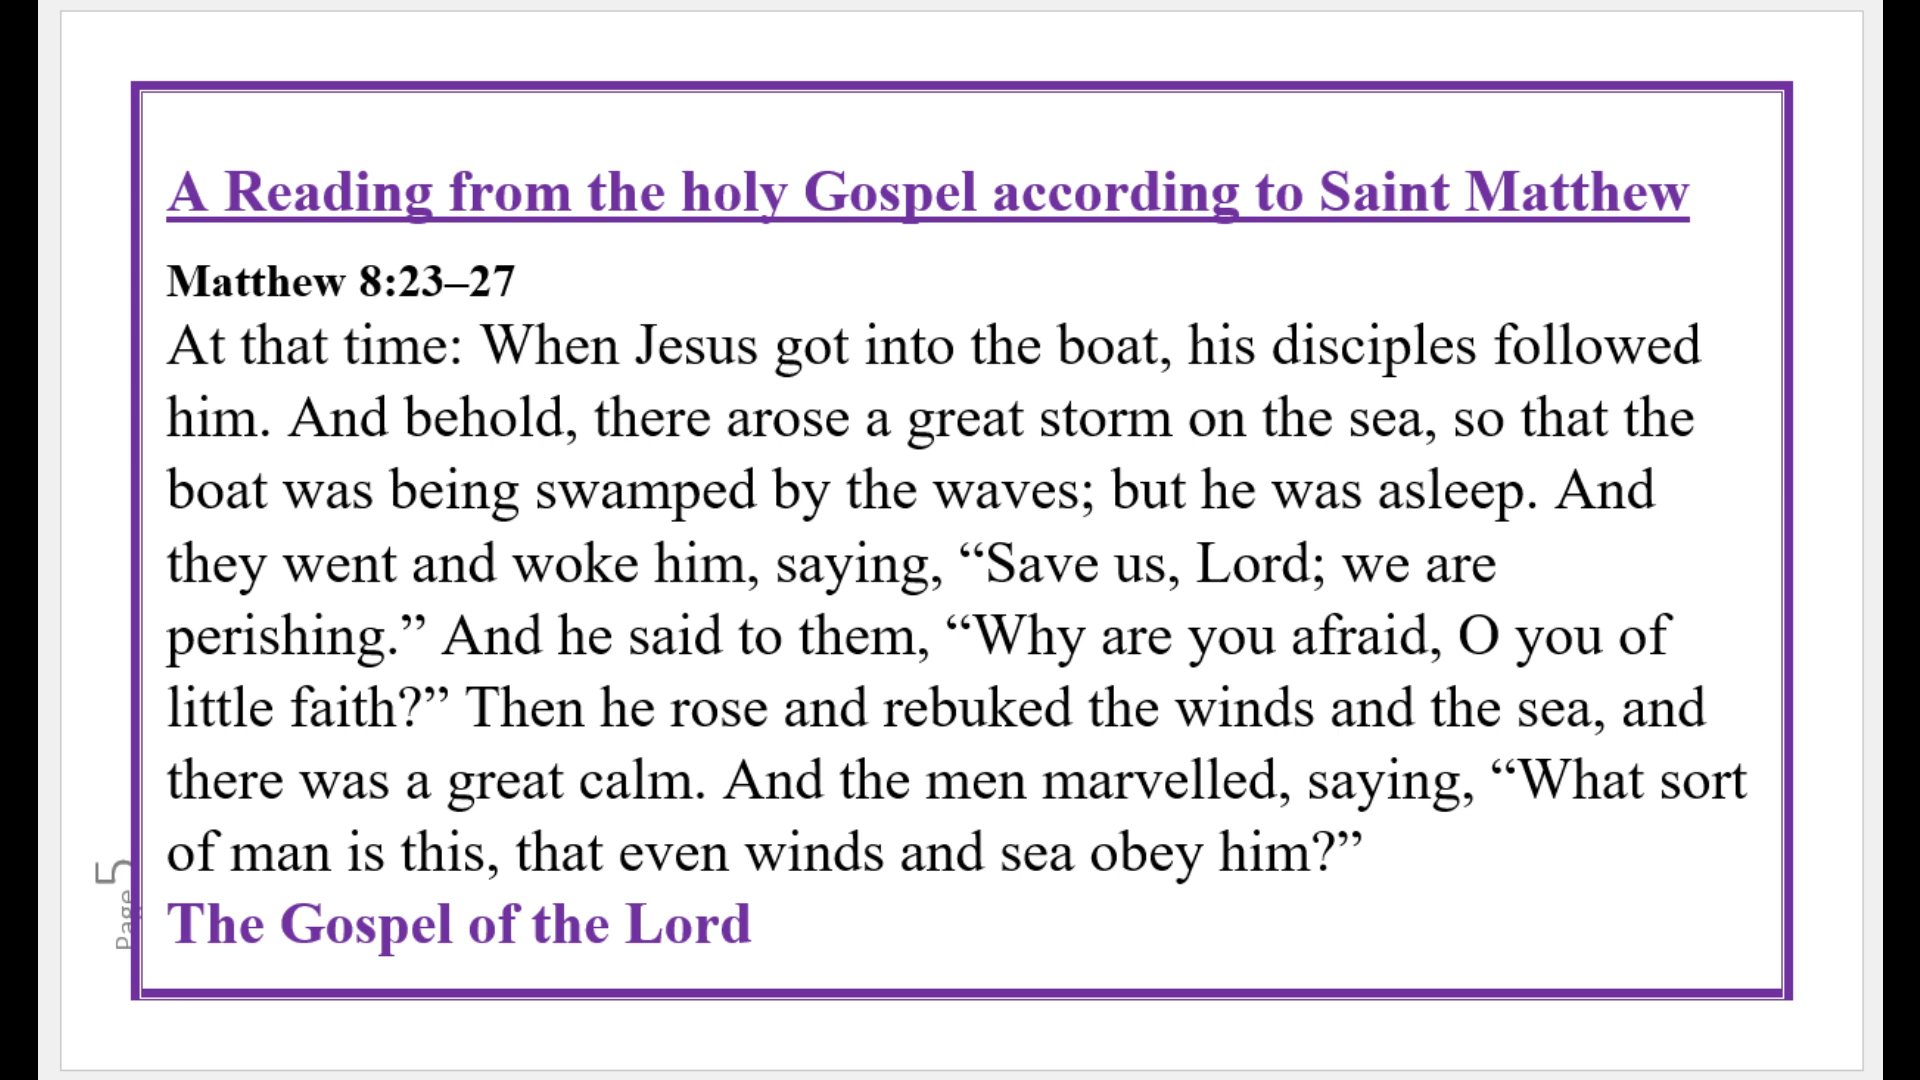 A Reading from the holy Gospel according to Saint Matthew
Matthew 8:23–27
At that time: When Jesus got into the boat, his disciples followed
him. And behold, there arose a great storm on the sea, so that the
boat was being swamped by the waves; but he was asleep. And
they went and woke him, saying, “Save us, Lord; we are
perishing.” And he said to them, “Why are you afraid, O you of
little faith?” Then he rose and rebuked the winds and the sea, and
there was a great calm. And the men marvelled, saying, “What sort
of man is this, that even winds and sea obey him?”
The Gospel of the Lord
Page 5